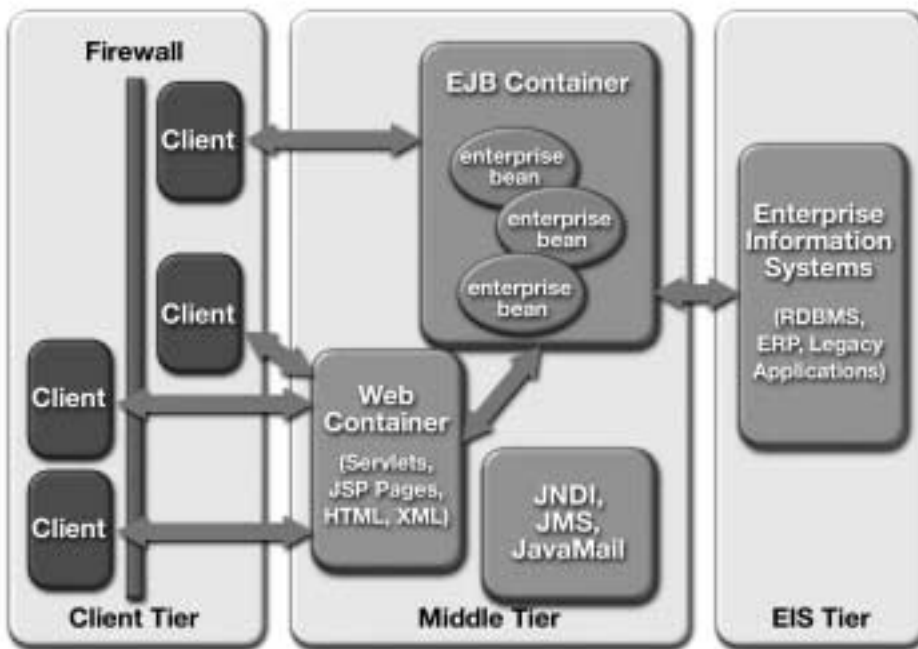 Firewall
Client
Client
Client
Client
Client Tier
EJB Container
enterprise
bean
enterprise
bean
enterprise
bean
Web
Container
(Servlets,
JSP Pages,
HTML, XML)
JNDI,
JMS,
JavaMail
Middle Tier
Enterprise
Information
Systems
(RDBMS,
ERP, Legacy
Applications)
EIS Tier